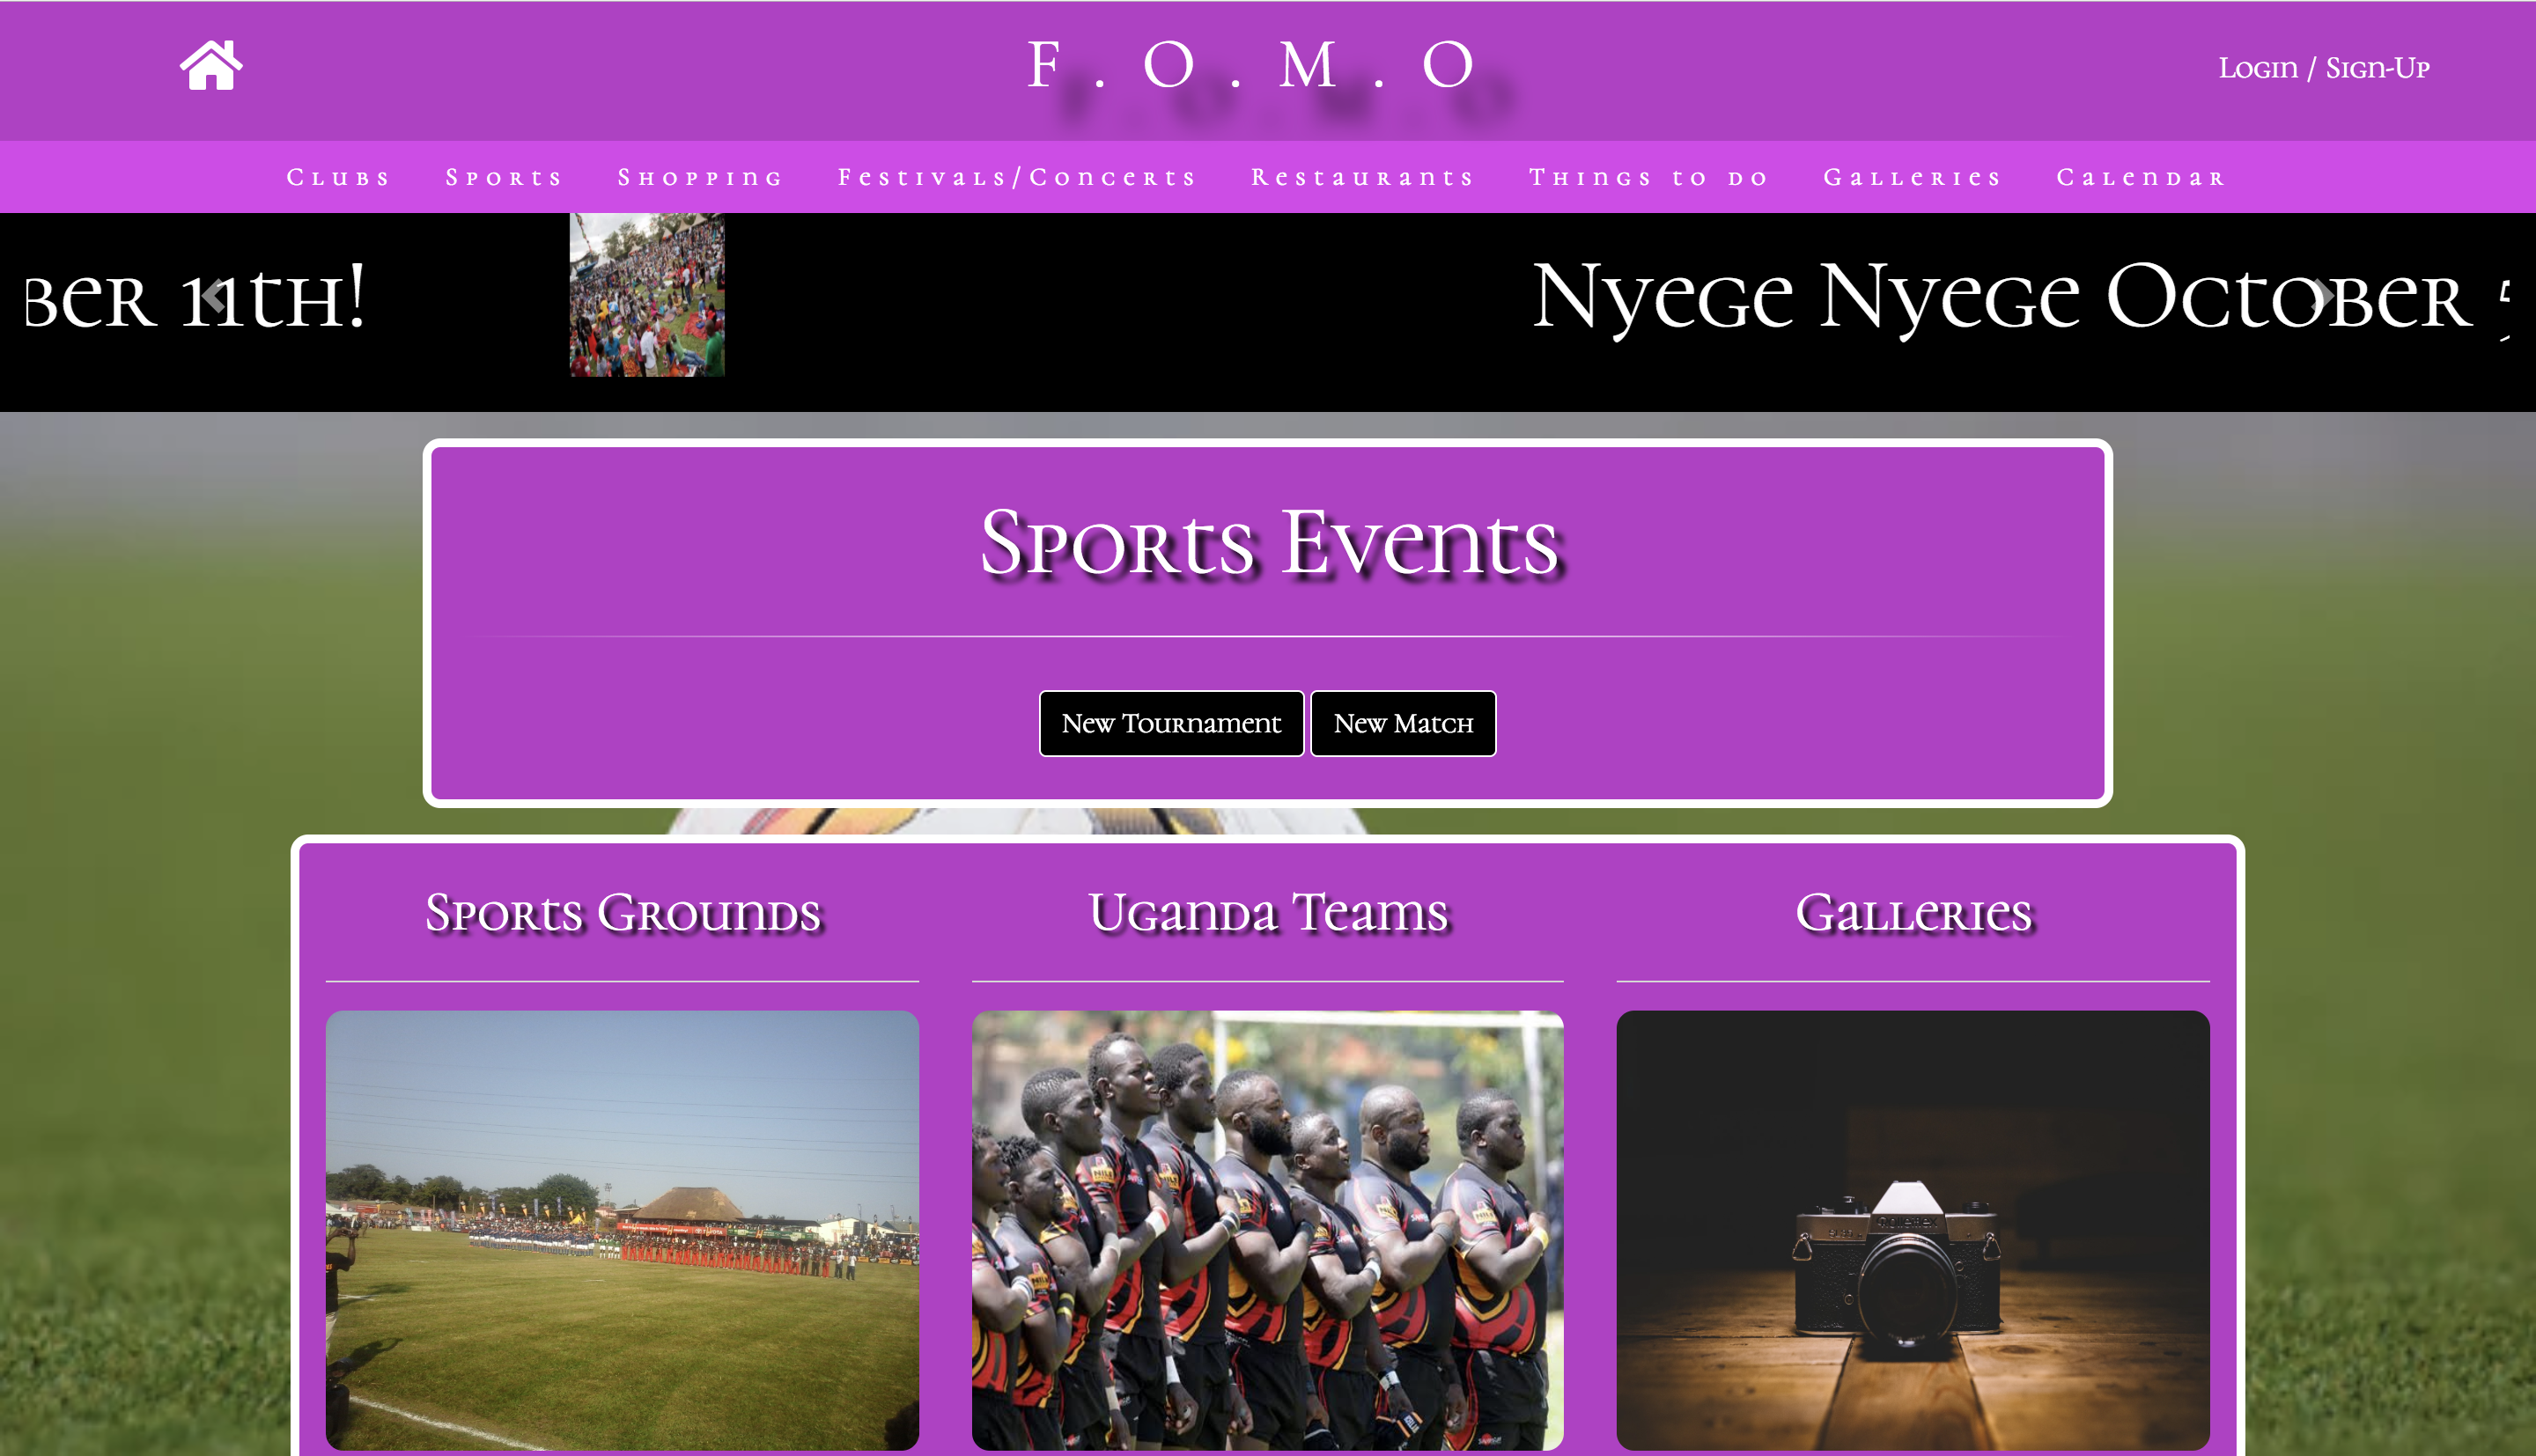 F . O . M . O
Login / Sign-Up
Clubs Sports Shopping Festivals/Concerts Restaurants Things to do Galleries Calendar
ber 11th!
Nyege Nyege October
Sports Events
New Tournament New Match
Sports Grounds Uganda Teams Galleries